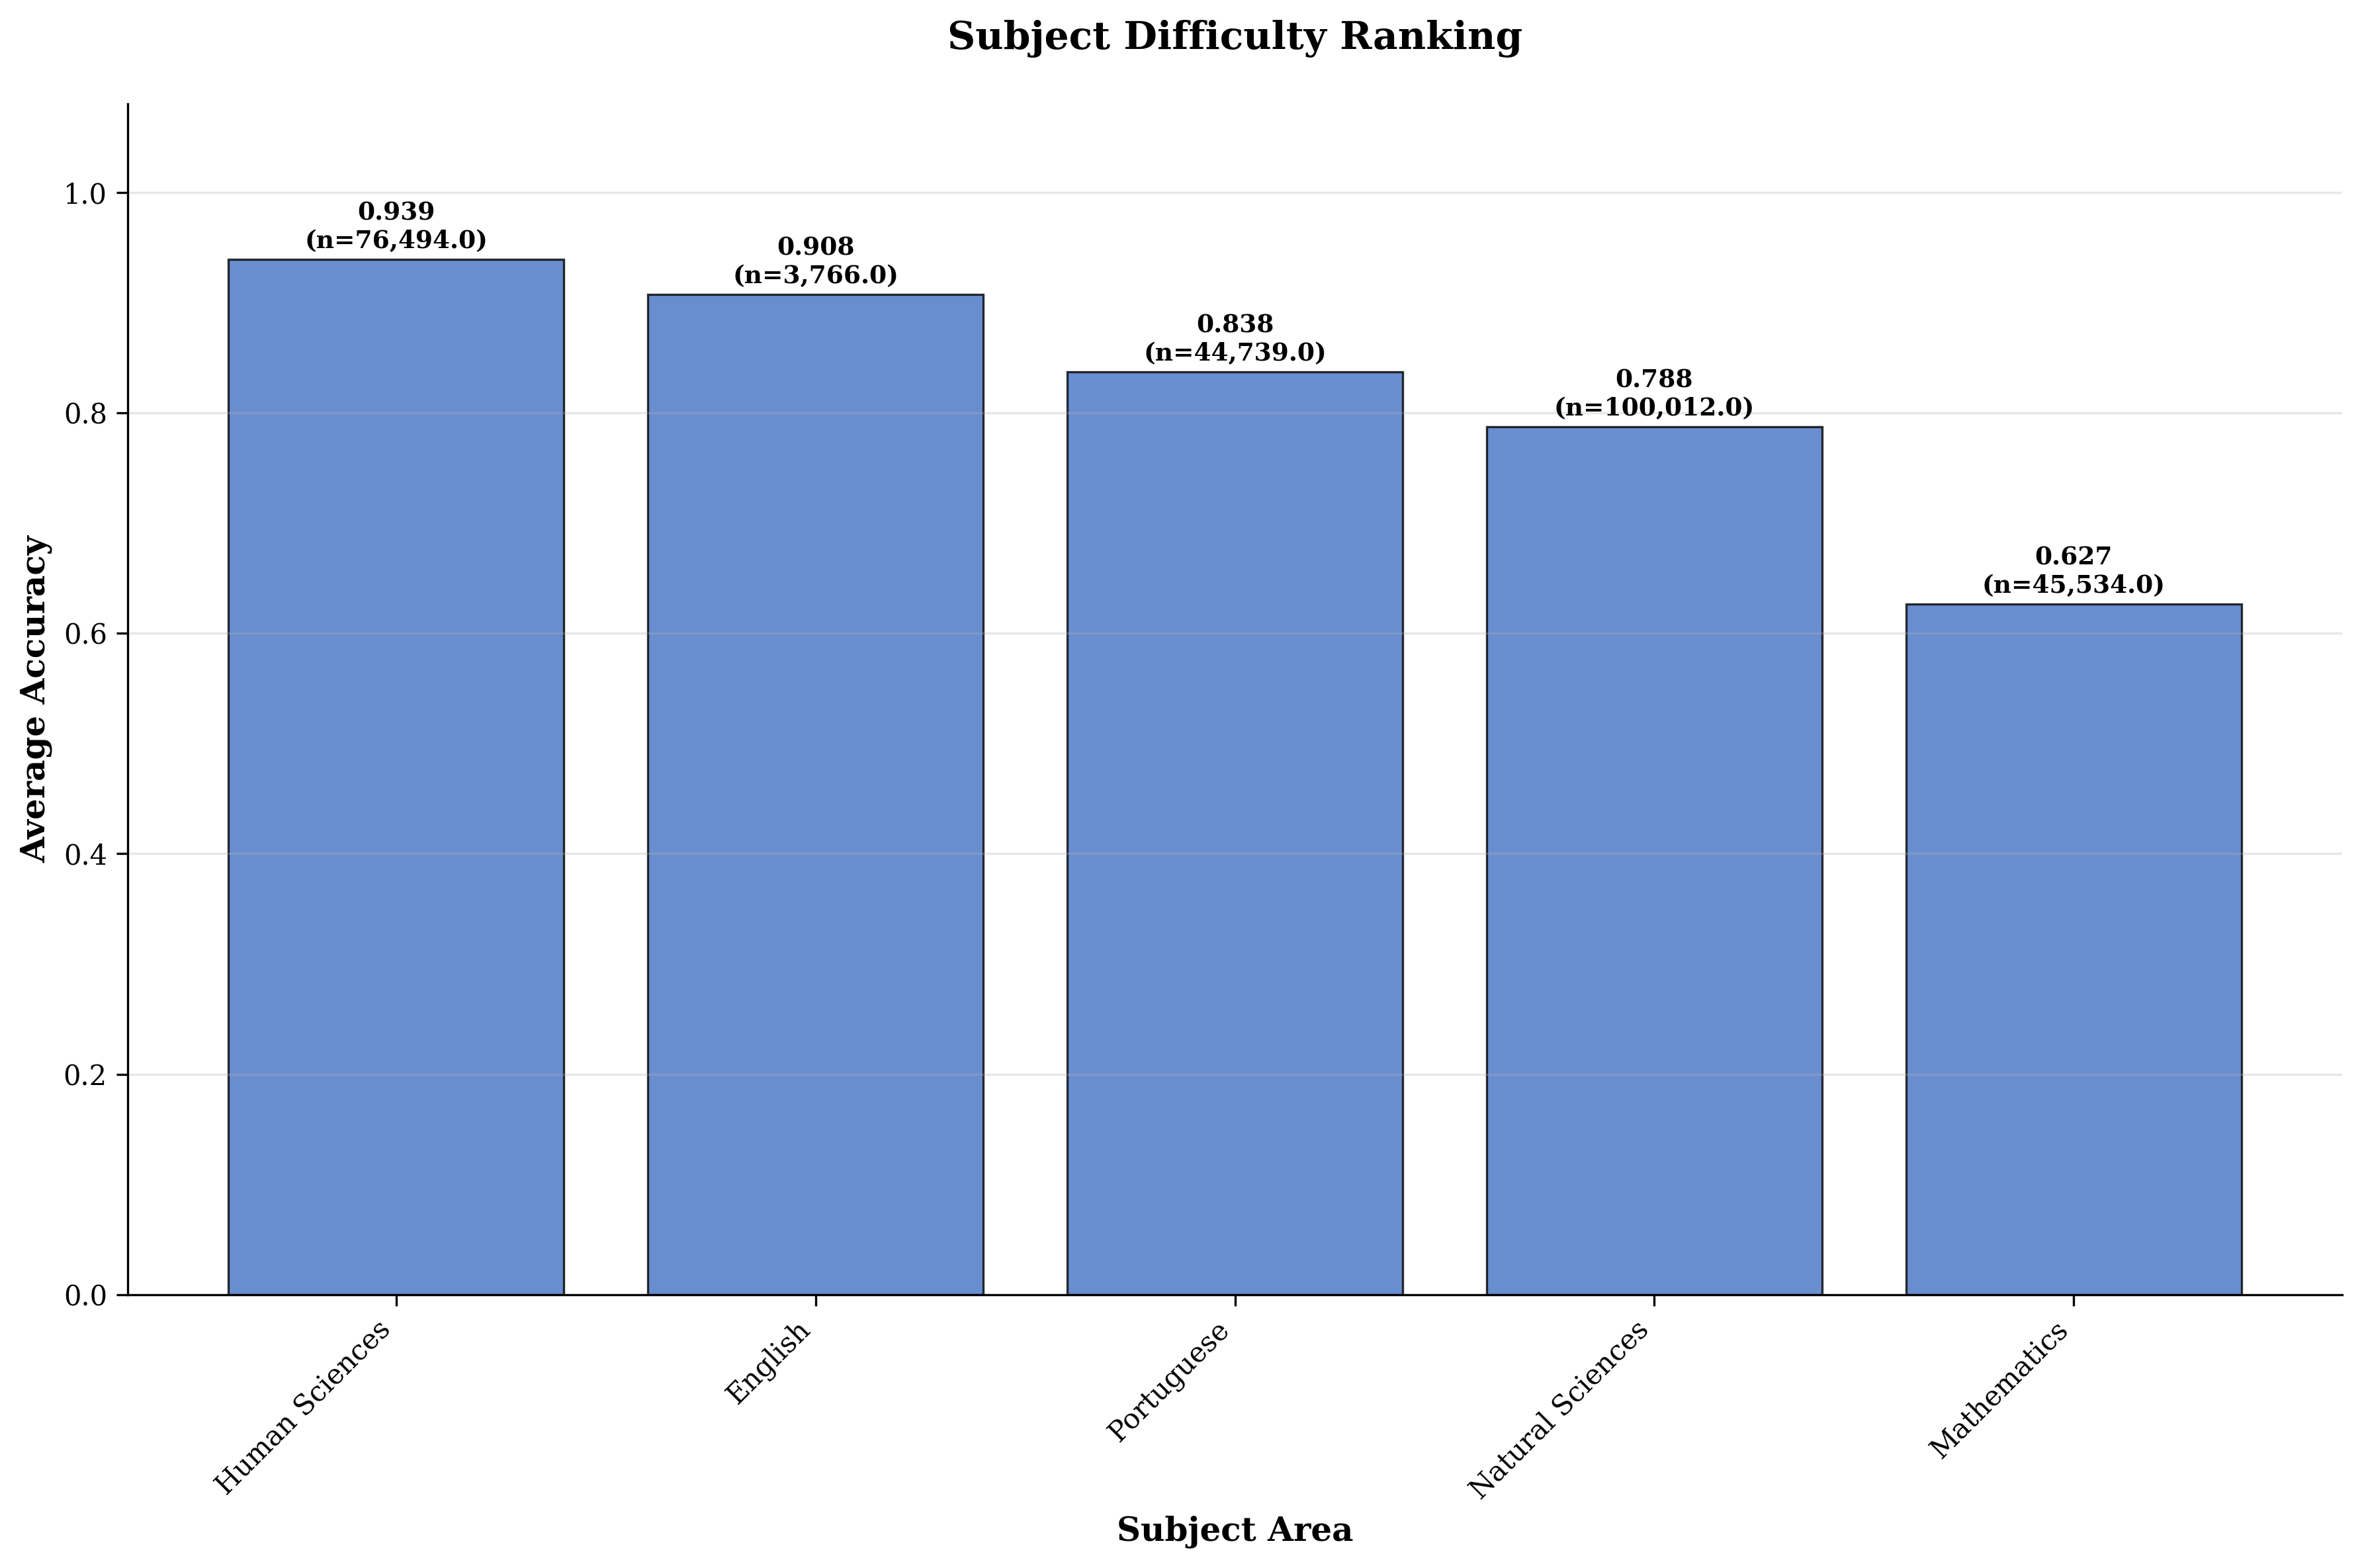 Subject Difficulty Ranking
Average Accuracy
1.0
0.8
0.6
0.4
0.2
0.0
0.939
(n=76,494.0)
0.908
(n=3,766.0)
0.838
(n=44,739.0)
0.788
(n=100,012.0)
0.627
(n=45,534.0)
Human Sciences
English
Portuguese
Natural Sciences
Mathematics
Subject Area